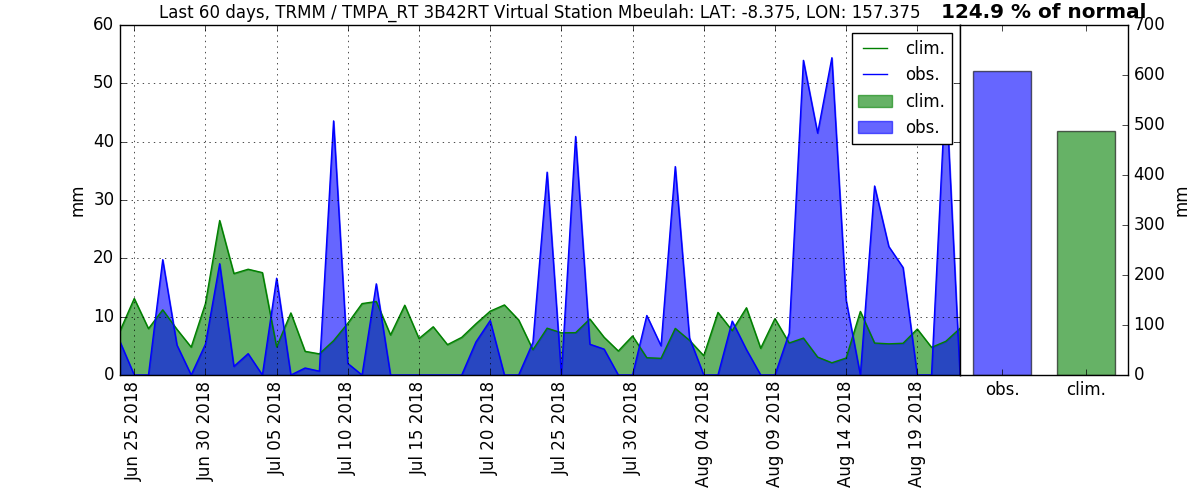 Last 60 days, TRMM / TMPA_RT 3B42RT Virtual Station Mbeulah: LAT: -8.375, LON: 157.375
124.9 % of normal
60
50
40
30
20
10
0
mm
clim.
obs.
clim.
obs.
700
600
500
400
300
200
100
0
mm
Jun 25 2018
Jun 30 2018
Jul 05 2018
Jul 10 2018
Jul 15 2018
Jul 20 2018
Jul 25 2018
Jul 30 2018
Aug 04 2018
Aug 09 2018
Aug 14 2018
Aug 19 2018
obs.
clim.